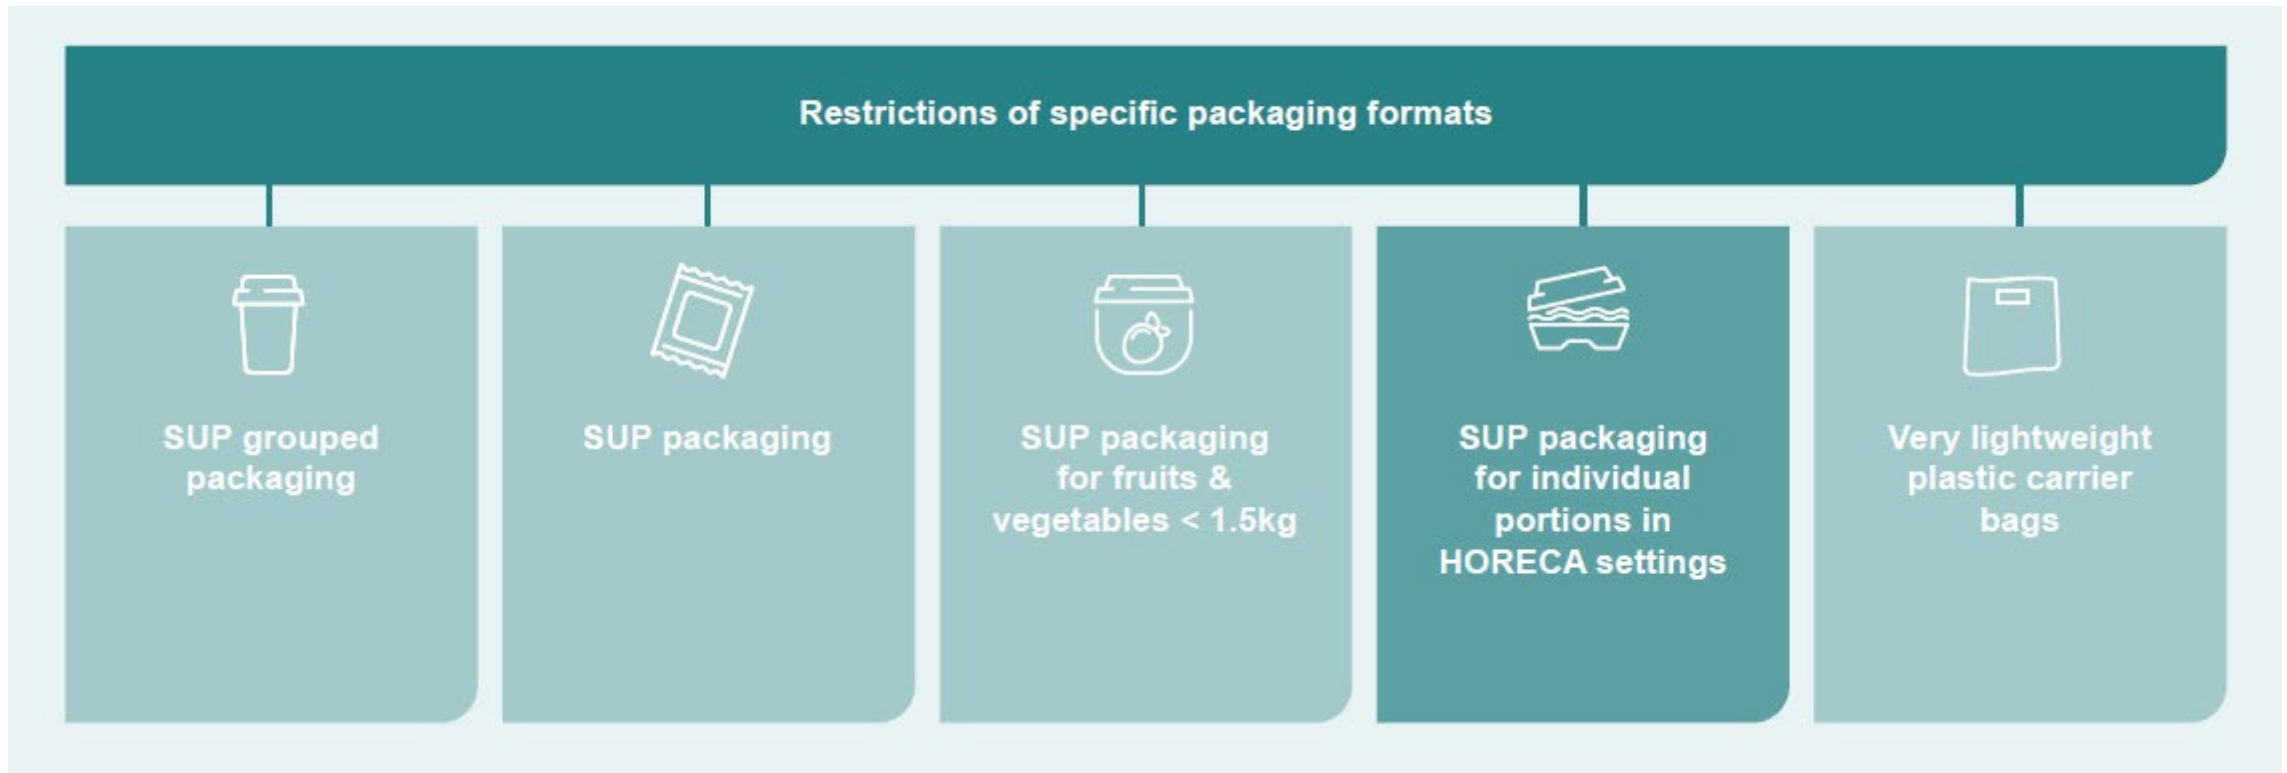 Restrictions of specific packaging formats
SUP grouped
packaging
SUP packaging
SUP packaging
for fruits &
vegetables < 1.5kg
SUP packaging
for individual
portions in
HORECA settings
Very lightweight
plastic carrier
bags